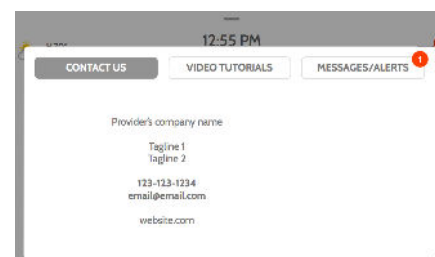 12:55 PM
CONTACT US
VIDEO TUTORIALS
MESSAGES/ALERTS
1
Provider's company name
Tagline 1
Tagline 2
123-123-1234
email@email.com
website.com